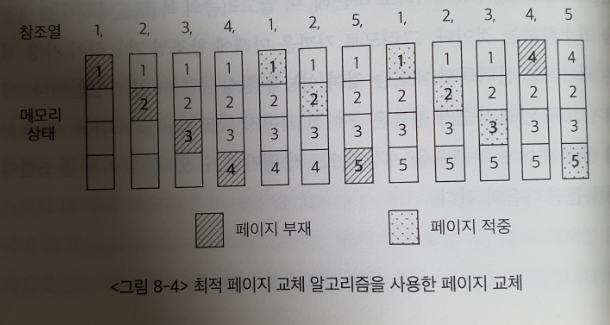 참조열 1, 2, 3, 4, 1, 2, 5, 1, 2, 3, 4, 5
1 1 1 1 1 1 1 1 1 1 4 4
메모리 상태
2 2 2 2 2 2 2 2 2 2 2
3 3 3 3 3 3 3 3 3 3
4 4 4 5 5 5 5 5 5
페이지 부재 페이지 적중
<그림 8-4> 최적 페이지 교체 알고리즘을 사용한 페이지 교체